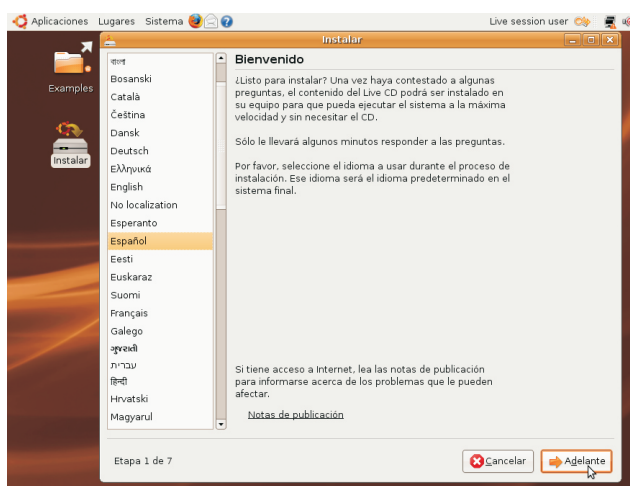 Aplicaciones Lugares Sistema Live session user
Examples
Instalar
Instalar
বাংলা
Bosanski
Català
Čeština
Dansk
Deutsch
Ελληνικά
English
No localization
Esperanto
Español
Eesti
Euskaraz
Suomi
Français
Galego
ગુજરાતી
עברית
हिन्दी
Hrvatski
Magyarul
Bienvenido
¿Listo para instalar? Una vez haya contestado a algunas
preguntas, el contenido del Live CD podrá ser instalado en
su equipo para que pueda ejecutar el sistema a la máxima
velocidad y sin necesitar el CD.
Sólo le llevará algunos minutos responder a las preguntas.
Por favor, seleccione el idioma a usar durante el proceso de
instalación. Ese idioma será el idioma predeterminado en el
sistema final.
Si tiene acceso a Internet, lea las notas de publicación
para informarse acerca de los problemas que le pueden
afectar.
Notas de publicación
Etapa 1 de 7
Cancelar
Adelante